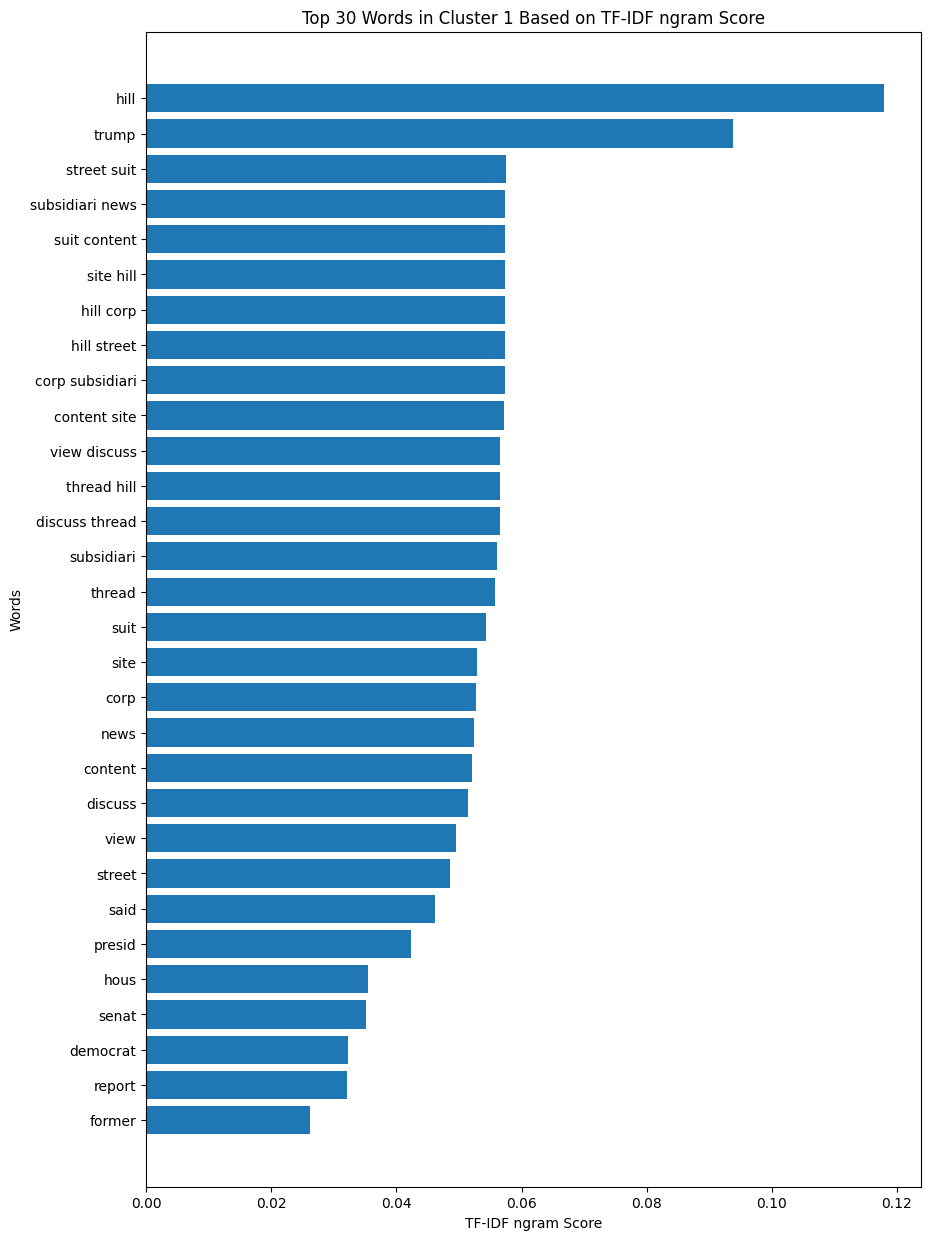 Top 30 Words in Cluster 1 Based on TF-IDF ngram Score
hill
trump
street suit
subsidiari news
suit content
site hill
hill corp
hill street
corp subsidiari
content site
view discuss
thread hill
discuss thread
subsidiari
thread
suit
site
corp
news
content
discuss
view
street
said
presid
hous
senat
democrat
report
former
Words
0.00 0.02 0.04 0.06 0.08 0.10 0.12
TF-IDF ngram Score